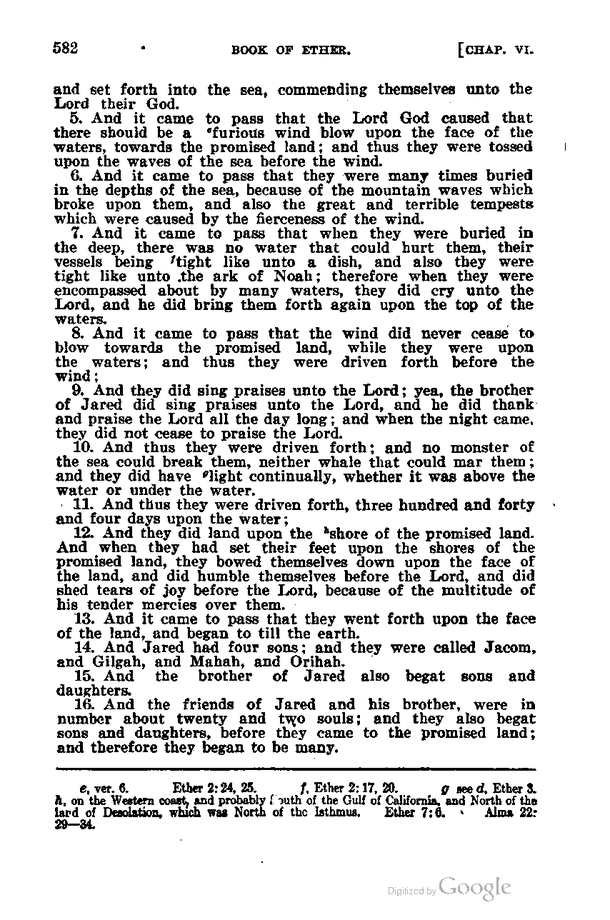 582 BOOK OF ETHER. [CHAP. VI.
and set forth into the sea, commending themselves unto the
Lord their God.
5. And it came to pass that the Lord God caused that
there should be a ᵉfurious wind blow upon the face of the
waters, towards the promised land; and thus they were tossed
upon the waves of the sea before the wind.
6. And it came to pass that they were many times buried
in the depths of the sea, because of the mountain waves which
broke upon them, and also the great and terrible tempests
which were caused by the fierceness of the wind.
7. And it came to pass that when they were buried in
the deep, there was no water that could hurt them, their
vessels being ᶠtight like unto a dish, and also they were
tight like unto the ark of Noah; therefore when they were
encompassed about by many waters, they did cry unto the
Lord, and he did bring them forth again upon the top of the
waters.
8. And it came to pass that the wind did never cease to
blow towards the promised land, while they were upon
the waters; and thus they were driven forth before the
wind;
9. And they did sing praises unto the Lord; yea, the brother
of Jared did sing praises unto the Lord, and he did thank
and praise the Lord all the day long; and when the night came,
they did not cease to praise the Lord.
10. And thus they were driven forth; and no monster of
the sea could break them, neither whale that could mar them;
and they did have ᵍlight continually, whether it was above the
water or under the water.
11. And thus they were driven forth, three hundred and forty
and four days upon the water;
12. And they did land upon the ʰshore of the promised land.
And when they had set their feet upon the shores of the
promised land, they bowed themselves down upon the face of
the land, and did humble themselves before the Lord, and did
shed tears of joy before the Lord, because of the multitude of
his tender mercies over them.
13. And it came to pass that they went forth upon the face
of the land, and began to till the earth.
14. And Jared had four sons; and they were called Jacom,
and Gilgah, and Mahah, and Orihah.
15. And the brother of Jared also begat sons and
daughters.
16. And the friends of Jared and his brother, were in
number about twenty and two souls; and they also begat
sons and daughters, before they came to the promised land;
and therefore they began to be many.
e, ver. 6. Ether 2:24, 25. f, Ether 2:17, 20. g see d, Ether 3.
h, on the Western coast, and probably South of the Gulf of California, and North of the
land of Desolation, which was North of the Isthmus. Ether 7:6. Alma 22:
29—34.
Digitized by Google